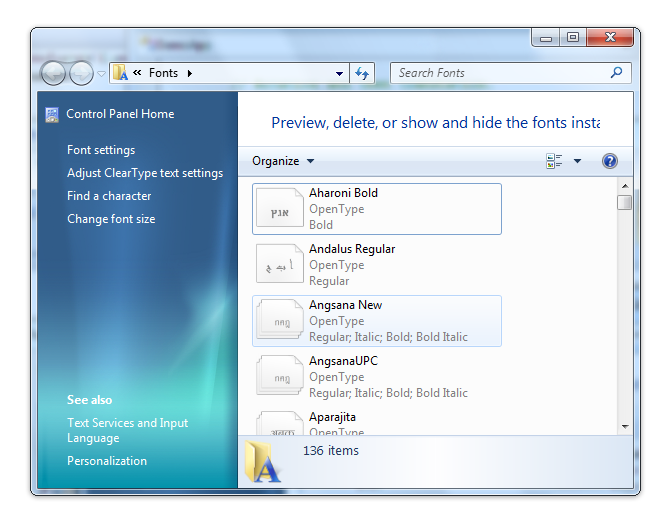 « Fonts
Search Fonts
Control Panel Home
Font settings
Adjust ClearType text settings
Find a character
Change font size
See also
Text Services and Input
Language
Personalization
Preview, delete, or show and hide the fonts insta
Organize
Aharoni Bold
OpenType
Bold
אנץ
Andalus Regular
OpenType
Regular
أ ب ج
Angsana New
OpenType
Regular; Italic; Bold; Bold Italic
กคฎ
AngsanaUPC
OpenType
Regular; Italic; Bold; Bold Italic
กคฎ
Aparajita
OpenType
136 items